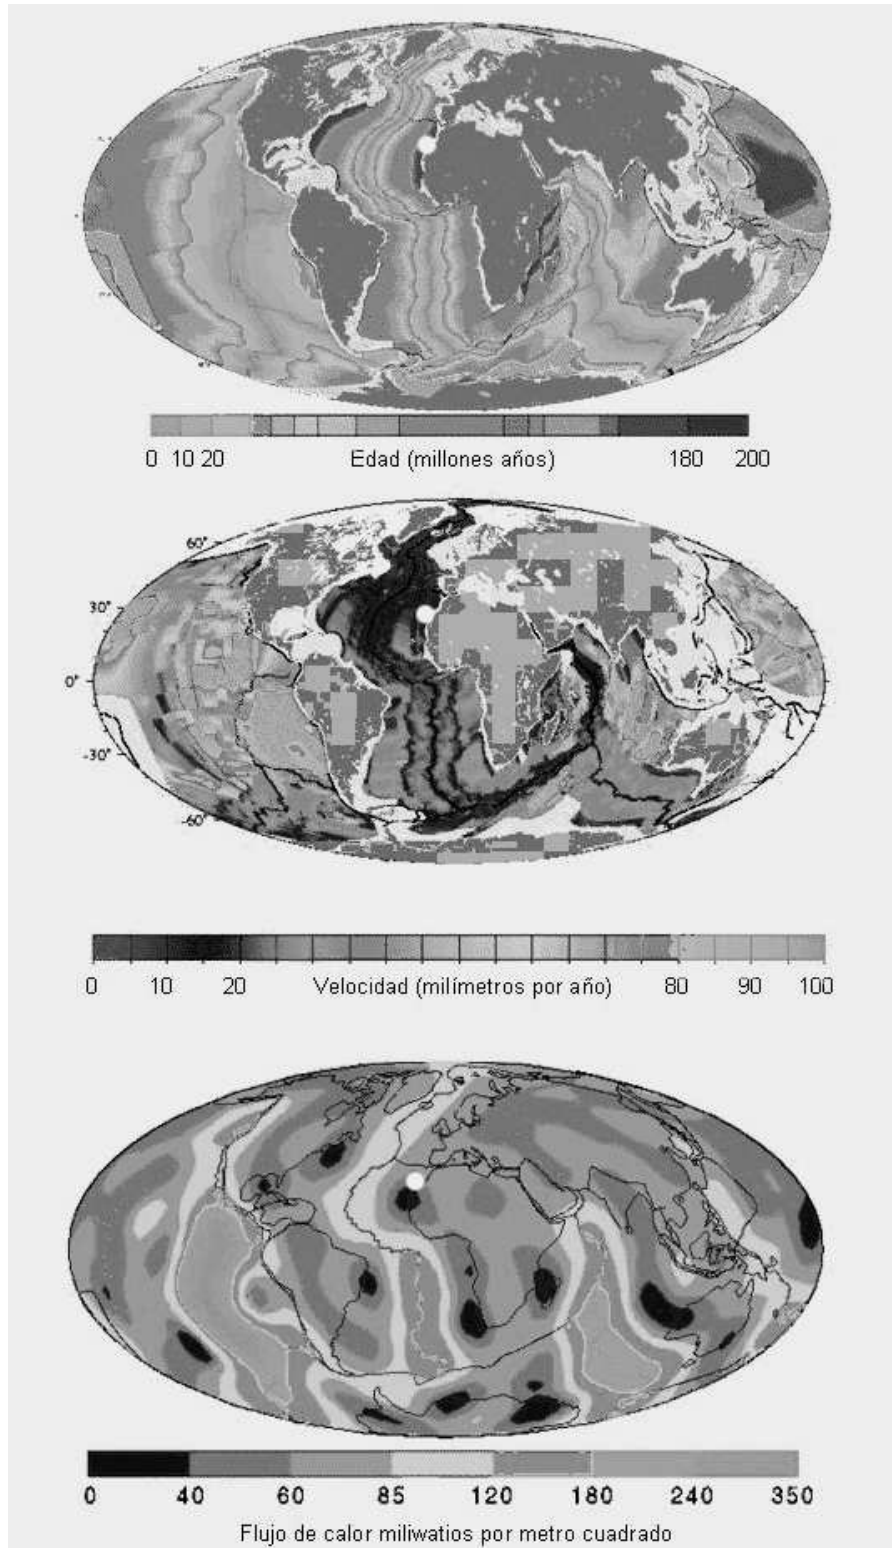 0 10 20 Edad (millones años) 180 200
60°
30°
0°
-30°
-60°
0 10 20 Velocidad (milímetros por año) 80 90 100
0 40 60 85 120 180 240 350
Flujo de calor miliwatios por metro cuadrado